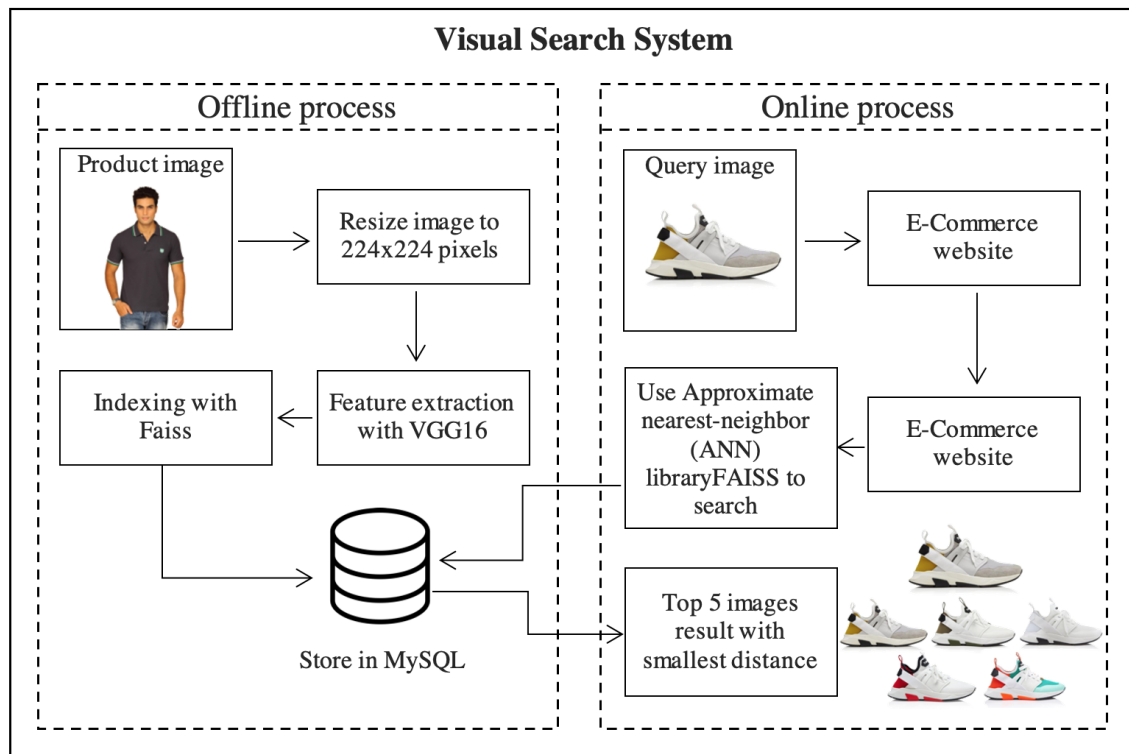 Visual Search System
Offline process
Product image
Resize image to
224x224 pixels
Feature extraction
with VGG16
Indexing with
Faiss
Store in MySQL
Online process
Query image
E-Commerce
website
E-Commerce
website
Use Approximate
nearest-neighbor
(ANN)
libraryFAISS to
search
Top 5 images
result with
smallest distance